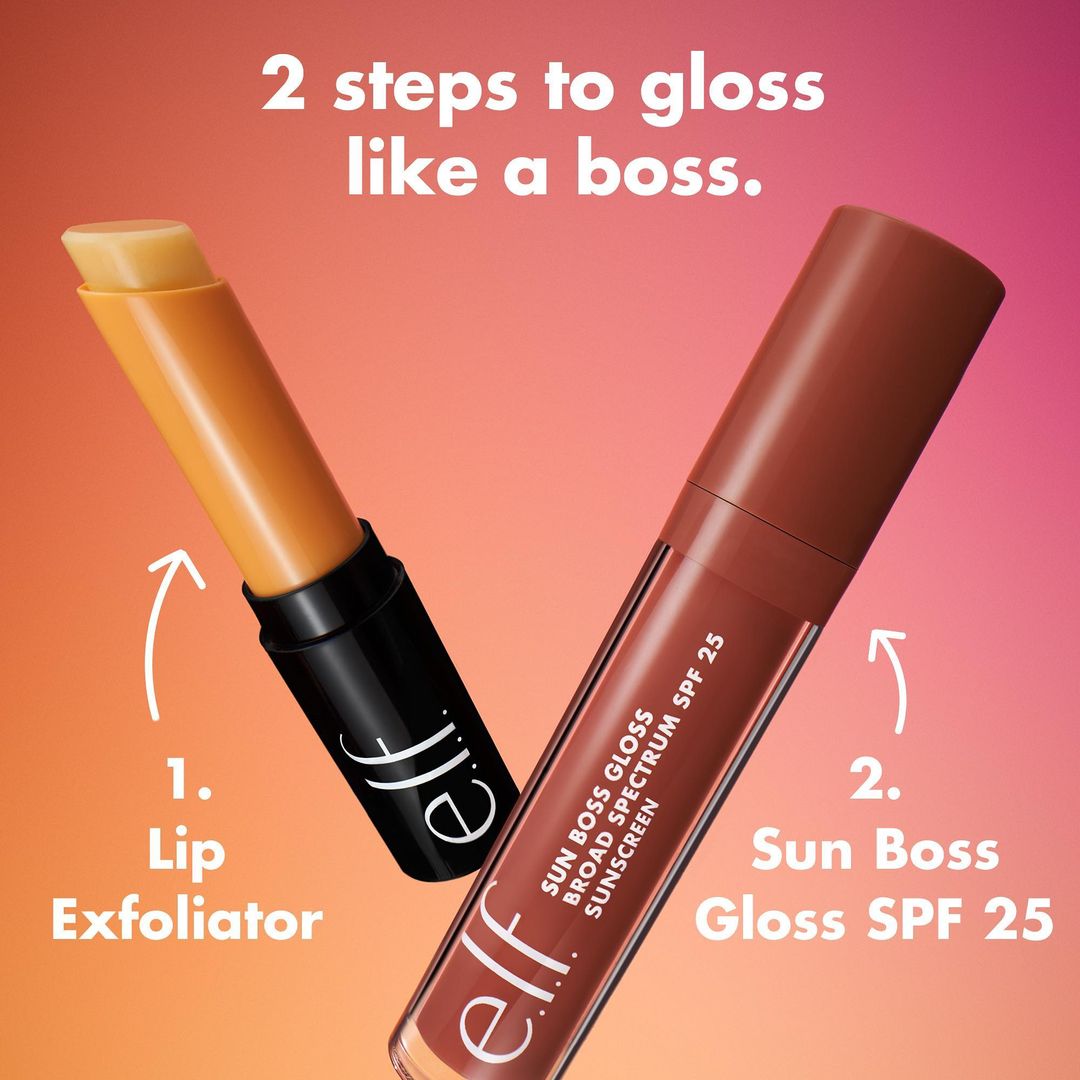 2 steps to gloss
like a boss.
e.l.f.
SUN BOSS GLOSS
BROAD SPECTRUM SPF 25
SUNSCREEN
e.l.f.
1.
Lip
Exfoliator
2.
Sun Boss
Gloss SPF 25